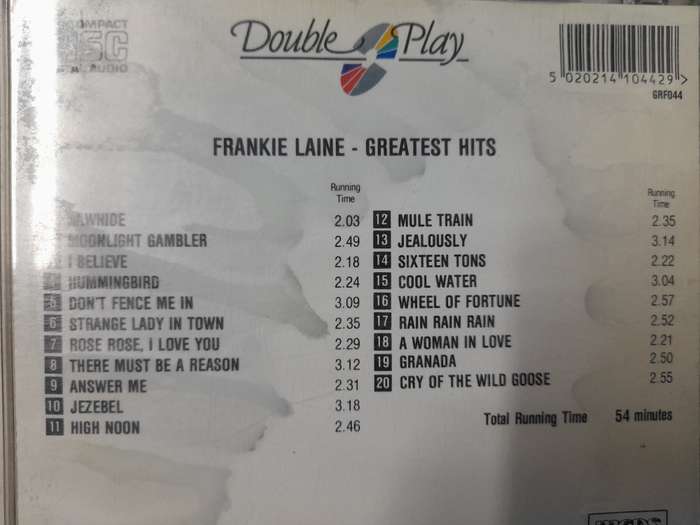 COMPACT
DISC
AUDIO
Double Play
5 020214 104429 >
GRF044
FRANKIE LAINE - GREATEST HITS
Running
Time
RAWHIDE 2.03
MOONLIGHT GAMBLER 2.49
I BELIEVE 2.18
4 HUMMINGBIRD 2.24
5 DON'T FENCE ME IN 3.09
6 STRANGE LADY IN TOWN 2.35
7 ROSE ROSE, I LOVE YOU 2.29
8 THERE MUST BE A REASON 3.12
9 ANSWER ME 2.31
10 JEZEBEL 3.18
11 HIGH NOON 2.46
Running
Time
12 MULE TRAIN 2.35
13 JEALOUSLY 3.14
14 SIXTEEN TONS 2.22
15 COOL WATER 3.04
16 WHEEL OF FORTUNE 2.57
17 RAIN RAIN RAIN 2.52
18 A WOMAN IN LOVE 2.21
19 GRANADA 2.50
20 CRY OF THE WILD GOOSE 2.55
Total Running Time 54 minutes